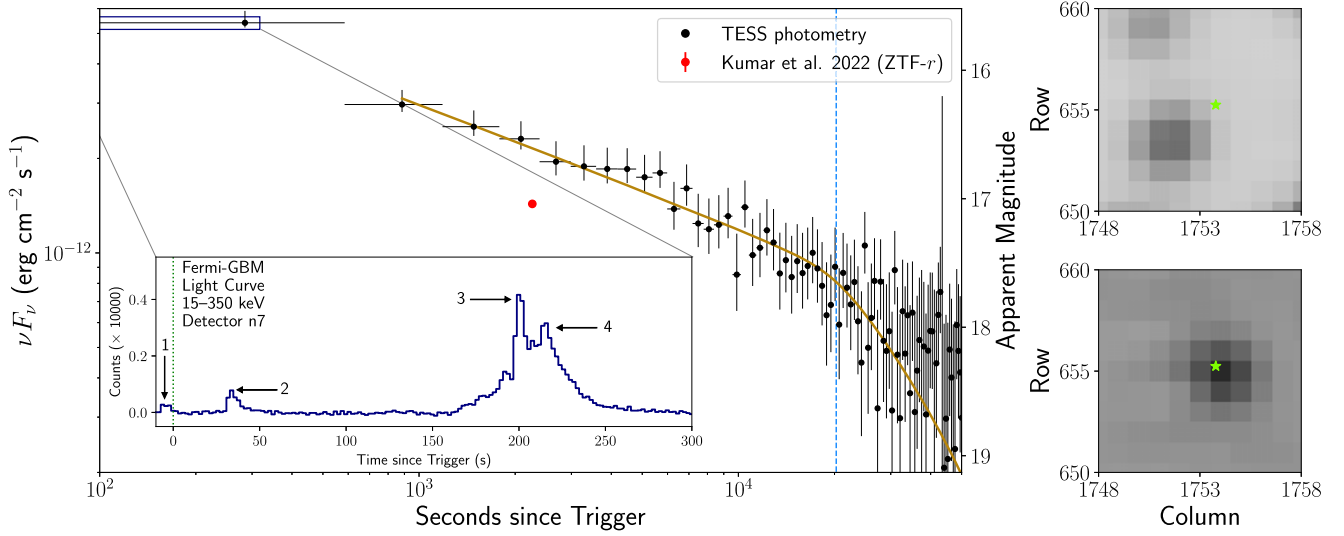 TESS photometry
Kumar et al. 2022 (ZTF-r)
νFν (erg cm−2 s−1)
10−12
16
17
18
19
Apparent Magnitude
102
103
104
Seconds since Trigger
Fermi-GBM
Light Curve
15–350 keV
Detector n7
1
2
3
4
Counts (× 10000)
0.4
0.2
0.0
0
50
100
150
200
250
300
Time since Trigger (s)
660
655
650
Row
1748
1753
1758
660
655
650
Row
1748
1753
1758
Column